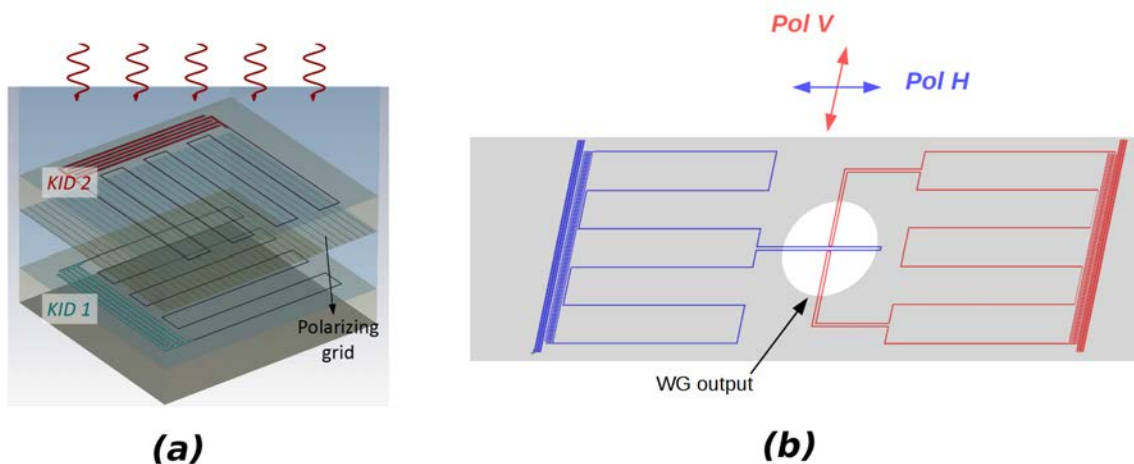 KID 2
KID 1
Polarizing
grid
(a)
Pol V
Pol H
WG output
(b)